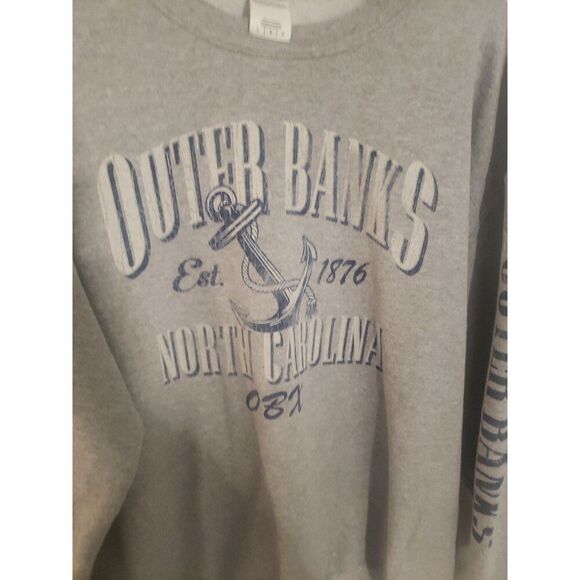 OUTER BANKS
Est. 1876
NORTH CAROLINA
OBX
OUTER BANKS